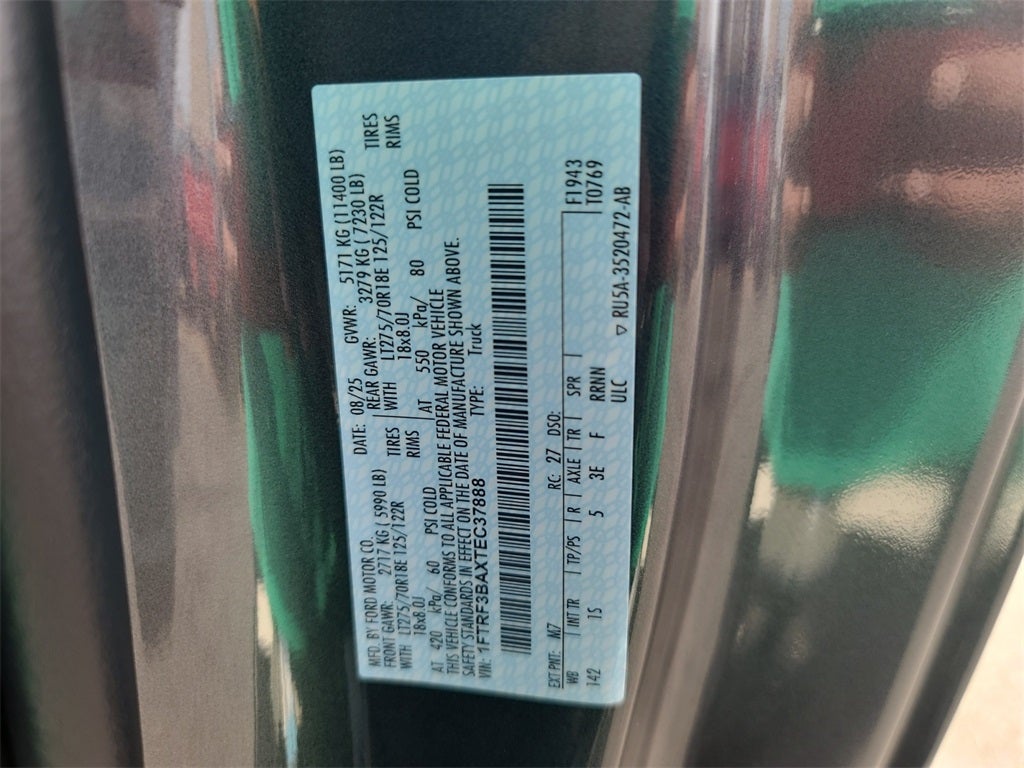 MFD. BY FORD MOTOR CO. DATE: 08/25 GVWR: 5171 KG (11400 LB)
FRONT GAWR: 2717 KG ( 5990 LB) REAR GAWR: 3279 KG ( 7230 LB)
WITH LT275/70R18E 125/122R TIRES WITH LT275/70R18E 125/122R TIRES
18x8.0J RIMS 18x8.0J RIMS
AT 420 kPa/ 60 PSI COLD AT 550 kPa/ 80 PSI COLD
THIS VEHICLE CONFORMS TO ALL APPLICABLE FEDERAL MOTOR VEHICLE
SAFETY STANDARDS IN EFFECT ON THE DATE OF MANUFACTURE SHOWN ABOVE.
VIN: 1FTRF3BAXTEC37888 TYPE: Truck
EXT PNT: M7 RC: 27 DSO: F1943
WB INT TR TP/PS R AXLE TR SPR T0769
142 1S 5 3E F RRNN
ULC ▽ RU5A-3520472-AB